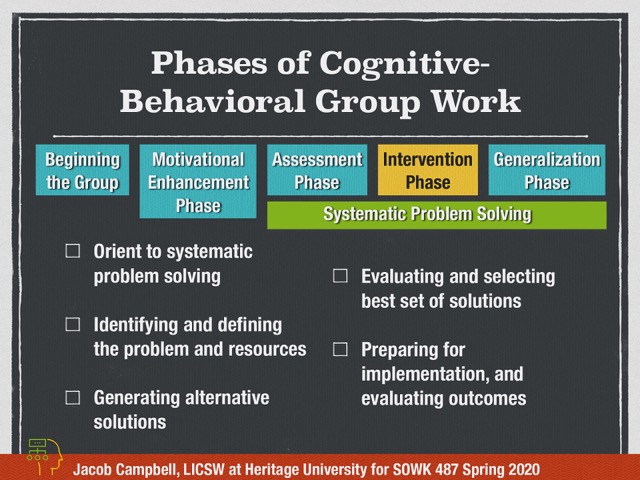 Phases of Cognitive-
Behavioral Group Work
Beginning
the Group
Motivational
Enhancement
Phase
Assessment
Phase
Intervention
Phase
Generalization
Phase
Systematic Problem Solving
Orient to systematic
problem solving
Identifying and defining
the problem and resources
Generating alternative
solutions
Evaluating and selecting
best set of solutions
Preparing for
implementation, and
evaluating outcomes
Jacob Campbell, LICSW at Heritage University for SOWK 487 Spring 2020